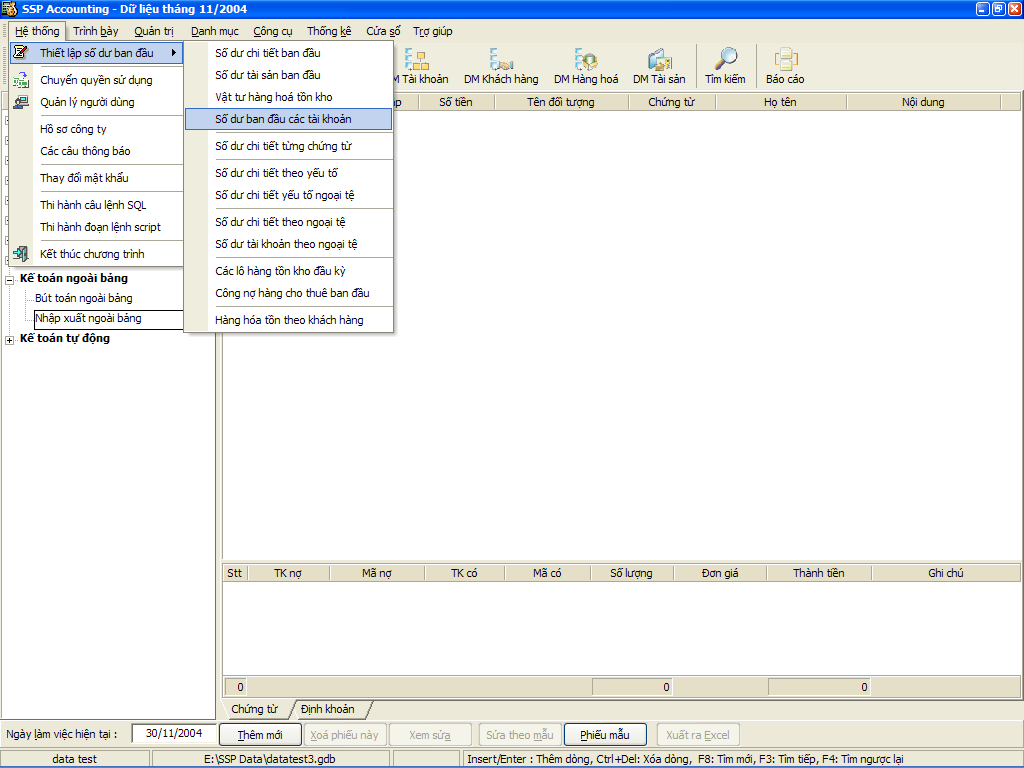 SSP Accounting - Dữ liệu tháng 11/2004
Hệ thống Trình bày Quản trị Danh mục Công cụ Thống kê Cửa sổ Trợ giúp
Thiết lập số dư ban đầu
Chuyển quyền sử dụng
Quản lý người dùng
Hồ sơ công ty
Các câu thông báo
Thay đổi mật khẩu
Thi hành câu lệnh SQL
Thi hành đoạn lệnh script
Kết thúc chương trình
Số dư chi tiết ban đầu
Số dư tài sản ban đầu
Vật tư hàng hoá tồn kho
Số dư ban đầu các tài khoản
Số dư chi tiết từng chứng từ
Số dư chi tiết theo yếu tố
Số dư chi tiết yếu tố ngoại tệ
Số dư chi tiết theo ngoại tệ
Số dư tài khoản theo ngoại tệ
Các lô hàng tồn kho đầu kỳ
Công nợ hàng cho thuê ban đầu
Hàng hóa tồn theo khách hàng
M Tài khoản DM Khách hàng DM Hàng hoá DM Tài sản Tìm kiếm Báo cáo
Số tiền Tên đối tượng Chứng từ Họ tên Nội dung
Kế toán ngoài bảng
Bút toán ngoài bảng
Nhập xuất ngoài bảng
Kế toán tự động
Stt TK nợ Mã nợ TK có Mã có Số lượng Đơn giá Thành tiền Ghi chú
0 0 0
Chứng từ Định khoản
Ngày làm việc hiện tại : 30/11/2004 Thêm mới Xoá phiếu này Xem sửa Sửa theo mẫu Phiếu mẫu Xuất ra Excel
data test E:\SSP Data\datatest3.gdb Insert/Enter : Thêm dòng, Ctrl+Del: Xóa dòng, F8: Tìm mới, F3: Tìm tiếp, F4: Tìm ngược lại